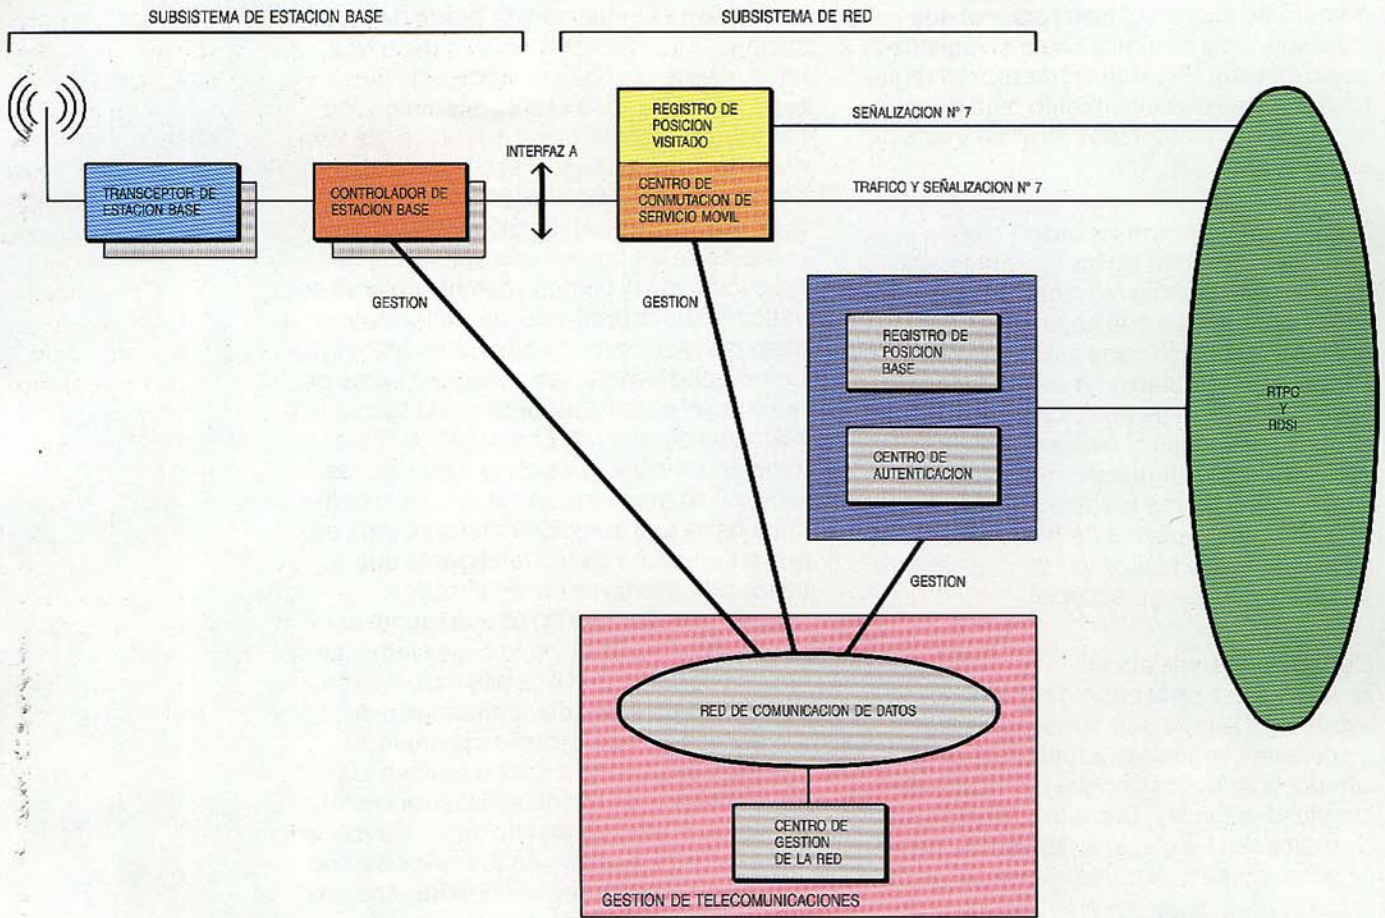 SUBSISTEMA DE ESTACION BASE
SUBSISTEMA DE RED
REGISTRO DE
POSICION
VISITADO
SEÑALIZACION N° 7
INTERFAZ A
TRANSCEPTOR DE
ESTACION BASE
CONTROLADOR DE
ESTACION BASE
CENTRO DE
CONMUTACION DE
SERVICIO MOVIL
TRAFICO Y SEÑALIZACION N° 7
GESTION
GESTION
REGISTRO DE
POSICION
BASE
RTPC
Y
RDSI
CENTRO DE
AUTENTICACION
GESTION
RED DE COMUNICACION DE DATOS
CENTRO DE
GESTION
DE LA RED
GESTION DE TELECOMUNICACIONES